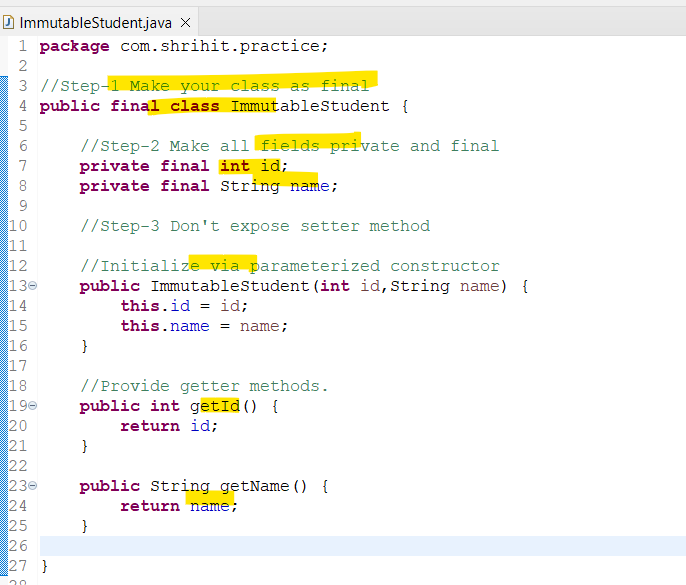 ImmutableStudent.java
1 package com.shrihit.practice;
2
3 //Step-1 Make your class as final
4 public final class ImmutableStudent {
5
6 //Step-2 Make all fields private and final
7 private final int id;
8 private final String name;
9
10 //Step-3 Don't expose setter method
11
12 //Initialize via parameterized constructor
13 public ImmutableStudent(int id,String name) {
14 this.id = id;
15 this.name = name;
16 }
17
18 //Provide getter methods.
19 public int getId() {
20 return id;
21 }
22
23 public String getName() {
24 return name;
25 }
26
27 }
28